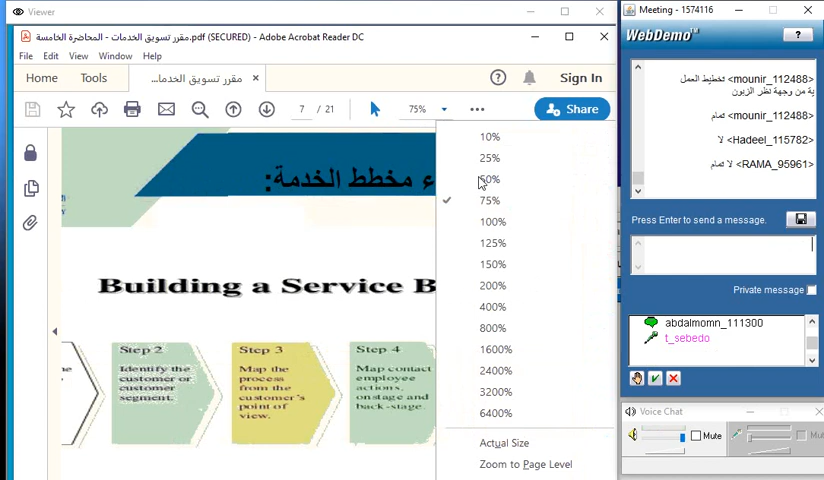 Viewer
مقرر تسويق الخدمات - المحاضرة الخامسة.pdf (SECURED) - Adobe Acrobat Reader DC
File Edit View Window Help
Home Tools
مقرر تسويق الخدما...
Sign In
7 / 21
75%
Share
10%
25%
50%
75%
100%
125%
150%
200%
400%
800%
1600%
2400%
3200%
6400%
Actual Size
Zoom to Page Level
ء مخطط الخدمة:
Building a Service B
Step 2
Identify the
customer or
customer
segment.
Step 3
Map the
process
from the
customer's
point of
view.
Step 4
Map contact
employee
actions,
onstage and
back-stage.
Meeting - 1574116
WebDemo™
?
<mounir_112488> تخطيط العمل
ية من وجهة نظر الزبون
<mounir_112488> تمام
<Hadeel_115782> لا
<RAMA_95961> لا تمام
Press Enter to send a message.
Private message
abdalmomn_111300
t_sebedo
Voice Chat
Mute
Mute